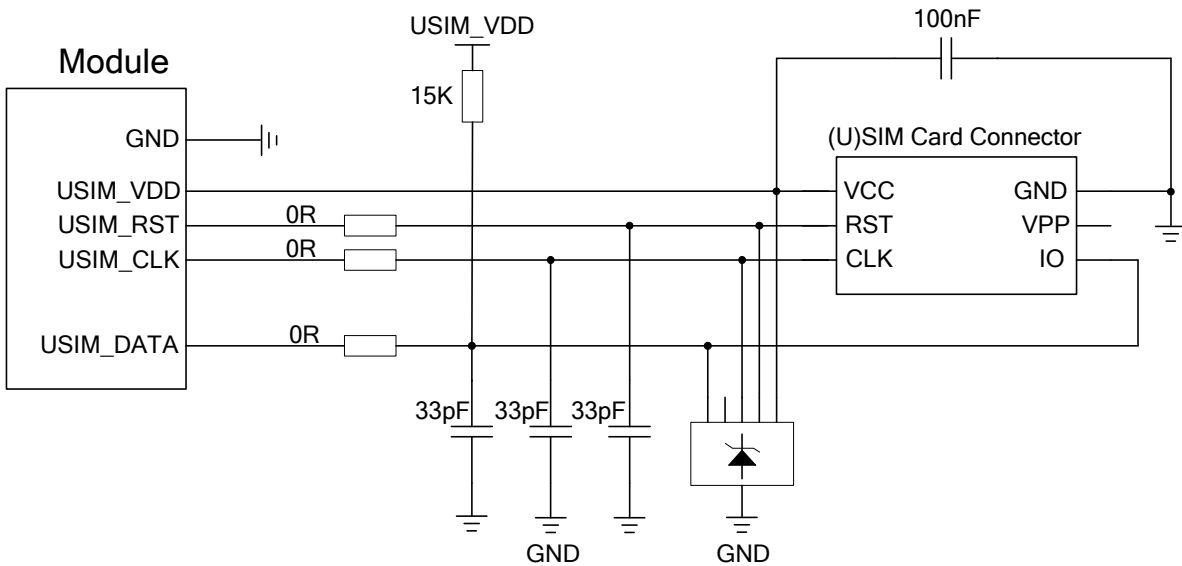 100nF
USIM_VDD
Module
15K
(U)SIM Card Connector
GND
USIM_VDD
VCC
GND
USIM_RST
0R
RST
VPP
USIM_CLK
0R
CLK
IO
USIM_DATA
0R
33pF
33pF
33pF
GND
GND